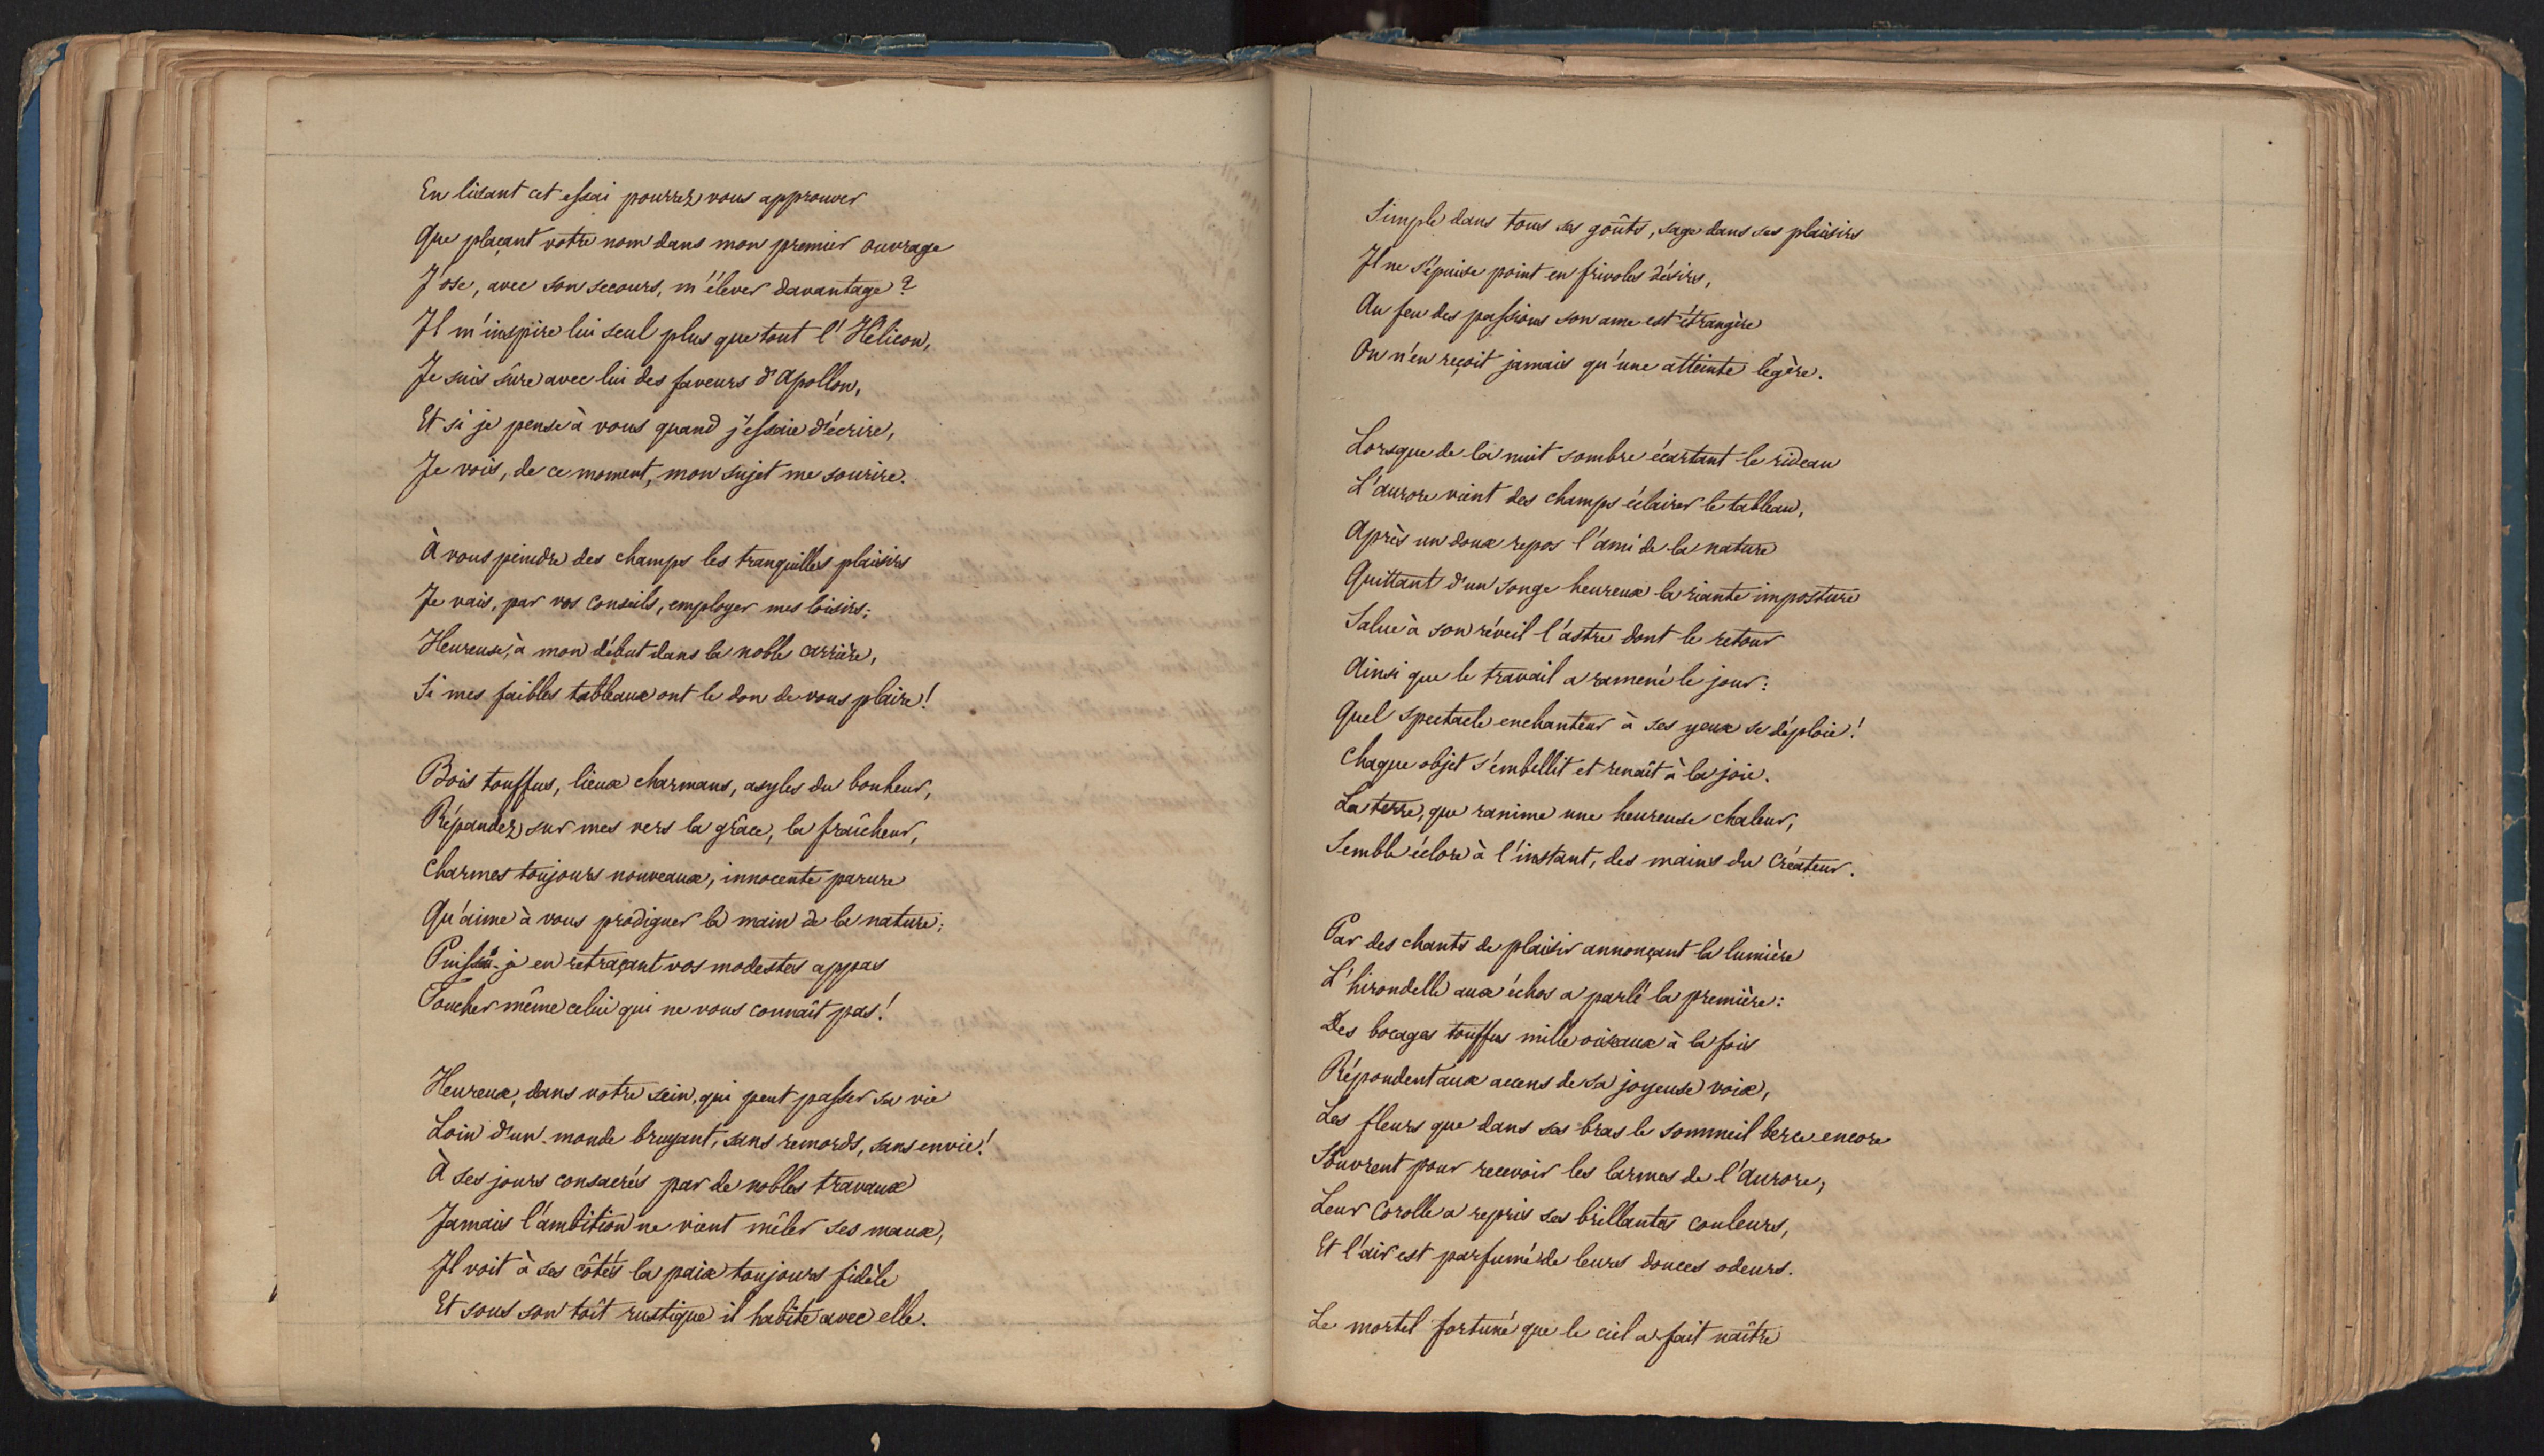 En lisant cet essai pourrez vous approuver
Que plaçant votre nom dans mon premier ouvrage
J'ose, avec son secours, m'élever davantage ?
Il m'inspire lui seul plus que tout l'Hélicon,
Je suis sûre avec lui des faveurs d'Apollon,
Et si je pense à vous quand j'essaie d'écrire,
Je vois, de ce moment, mon sujet me sourire.
À vous peindre des champs les tranquilles plaisirs
Je vais, par vos conseils, employer mes loisirs;
Heureuse, à mon début dans la noble carrière,
Si mes faibles tableaux ont le don de vous plaire !
Bois touffus, lieux charmans, asyles du bonheur,
Répandez sur mes vers la grâce, la fraîcheur,
Charmes toujours nouveaux, innocente parure
Qu'aime à vous prodiguer la main de la nature;
Puissai-je en retraçant vos modestes appas
Toucher même celui qui ne vous connaît pas !
Heureux, dans votre sein, qui peut passer sa vie
Loin d'un monde bruyant, sans remords, sans envie !
À ses jours consacrés par de nobles travaux
Jamais l'ambition ne vient mêler ses maux,
Il voit à ses côtés la paix toujours fidèle
Et sous son toît rustique il habite avec elle.
Simple dans tous ses goûts, sage dans ses plaisirs
Il ne s'épuise point en frivoles désirs,
Au feu des passions son ame est étrangère
Ou n'en reçoit jamais qu'une atteinte légère.
Lorsque de la nuit sombre écartant le rideau
L'aurore vient des champs éclairer le tableau,
Après un doux repos l'ami de la nature
Quittant d'un songe heureux la riante imposture
Salue à son réveil l'astre dont le retour
Ainsi que le travail a ramené le jour :
Quel spectacle enchanteur à ses yeux se déploie !
Chaque objet s'embellit et renaît à la joie.
La terre, que ranime une heureuse chaleur,
Semble éclore à l'instant, des mains du Créateur.
Par des chants de plaisir annonçant la lumière
L'hirondelle aux échos a parlé la première :
Des bocages touffus mille oiseaux à la fois
Répondent aux accens de sa joyeuse voix,
Les fleurs que dans ses bras le sommeil berce encore
S'ouvrent pour recevoir les larmes de l'Aurore,
Leur corolle a repris ses brillantes couleurs,
Et l'air est parfumé de leurs douces odeurs.
Le mortel fortuné que le ciel a fait naître